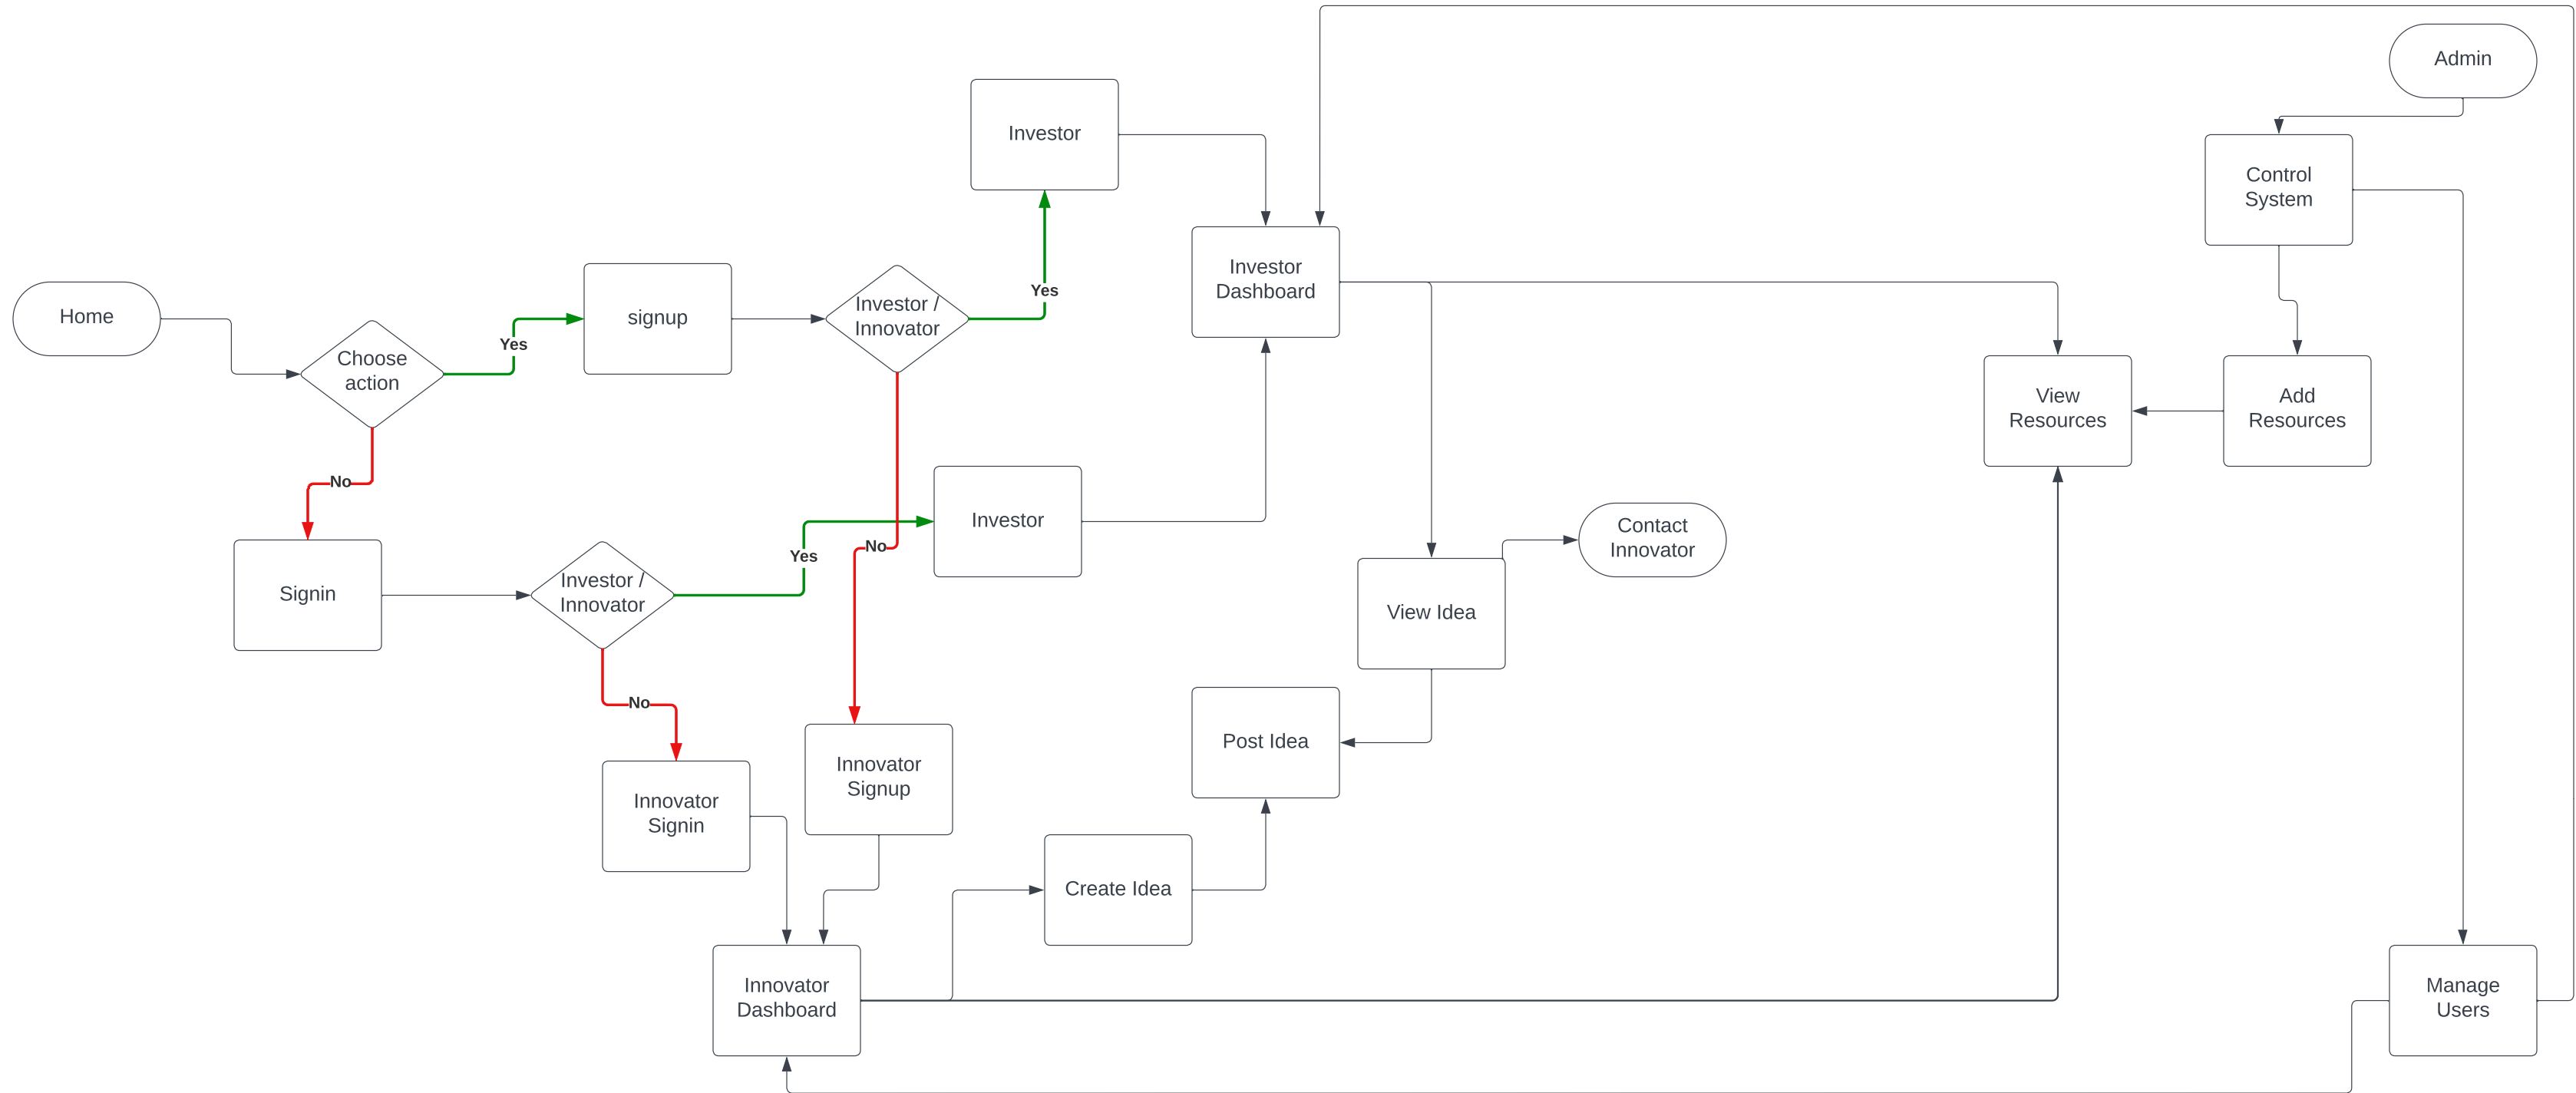 Admin
Investor
Control
System
Investor
Dashboard
Home
signup
Investor /
Innovator
Yes
Yes
Choose
action
View
Resources
Add
Resources
No
Investor
Contact
Innovator
No
Yes
Signin
Investor /
Innovator
View Idea
No
Post Idea
Innovator
Signup
Innovator
Signin
Create Idea
Innovator
Dashboard
Manage
Users